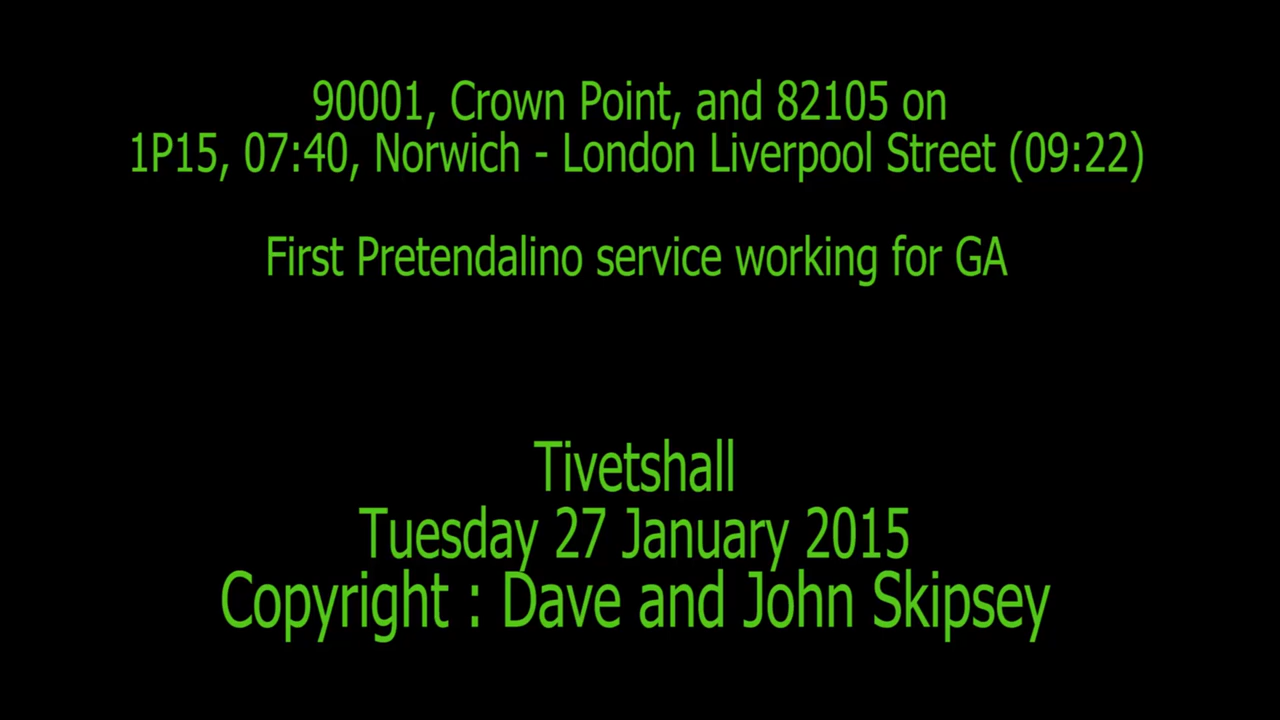 90001, Crown Point, and 82105 on
1P15, 07:40, Norwich - London Liverpool Street (09:22)
First Pretendalino service working for GA
Tivetshall
Tuesday 27 January 2015
Copyright : Dave and John Skipsey